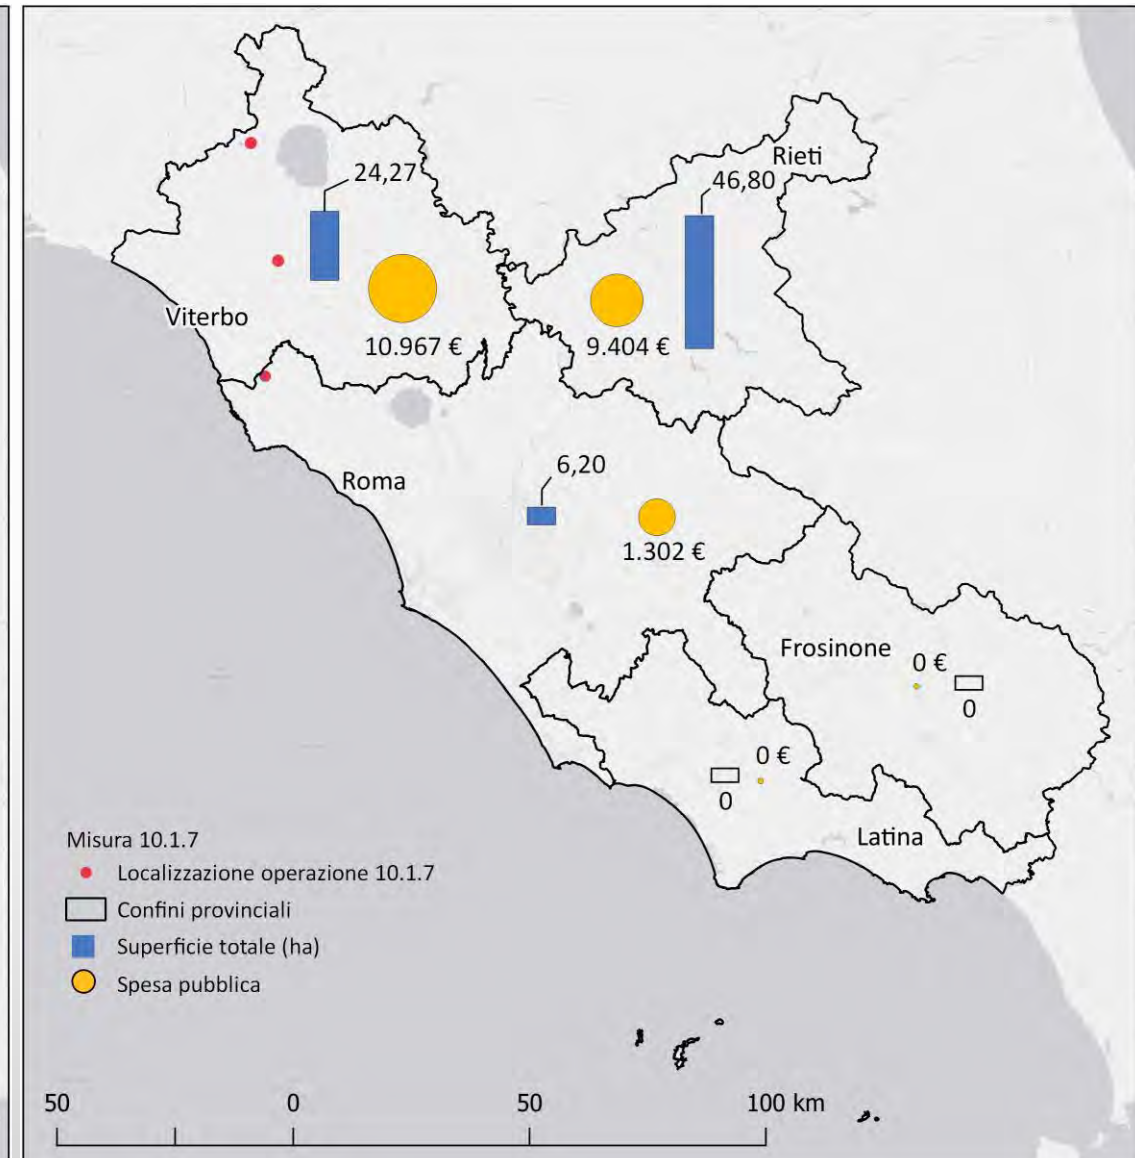 Rieti
24,27
46,80
Viterbo
10.967 €
9.404 €
Roma
6,20
1.302 €
Frosinone
0 €
0
0 €
0
Latina
Misura 10.1.7
Localizzazione operazione 10.1.7
Confini provinciali
Superficie totale (ha)
Spesa pubblica
50 0 50 100 km